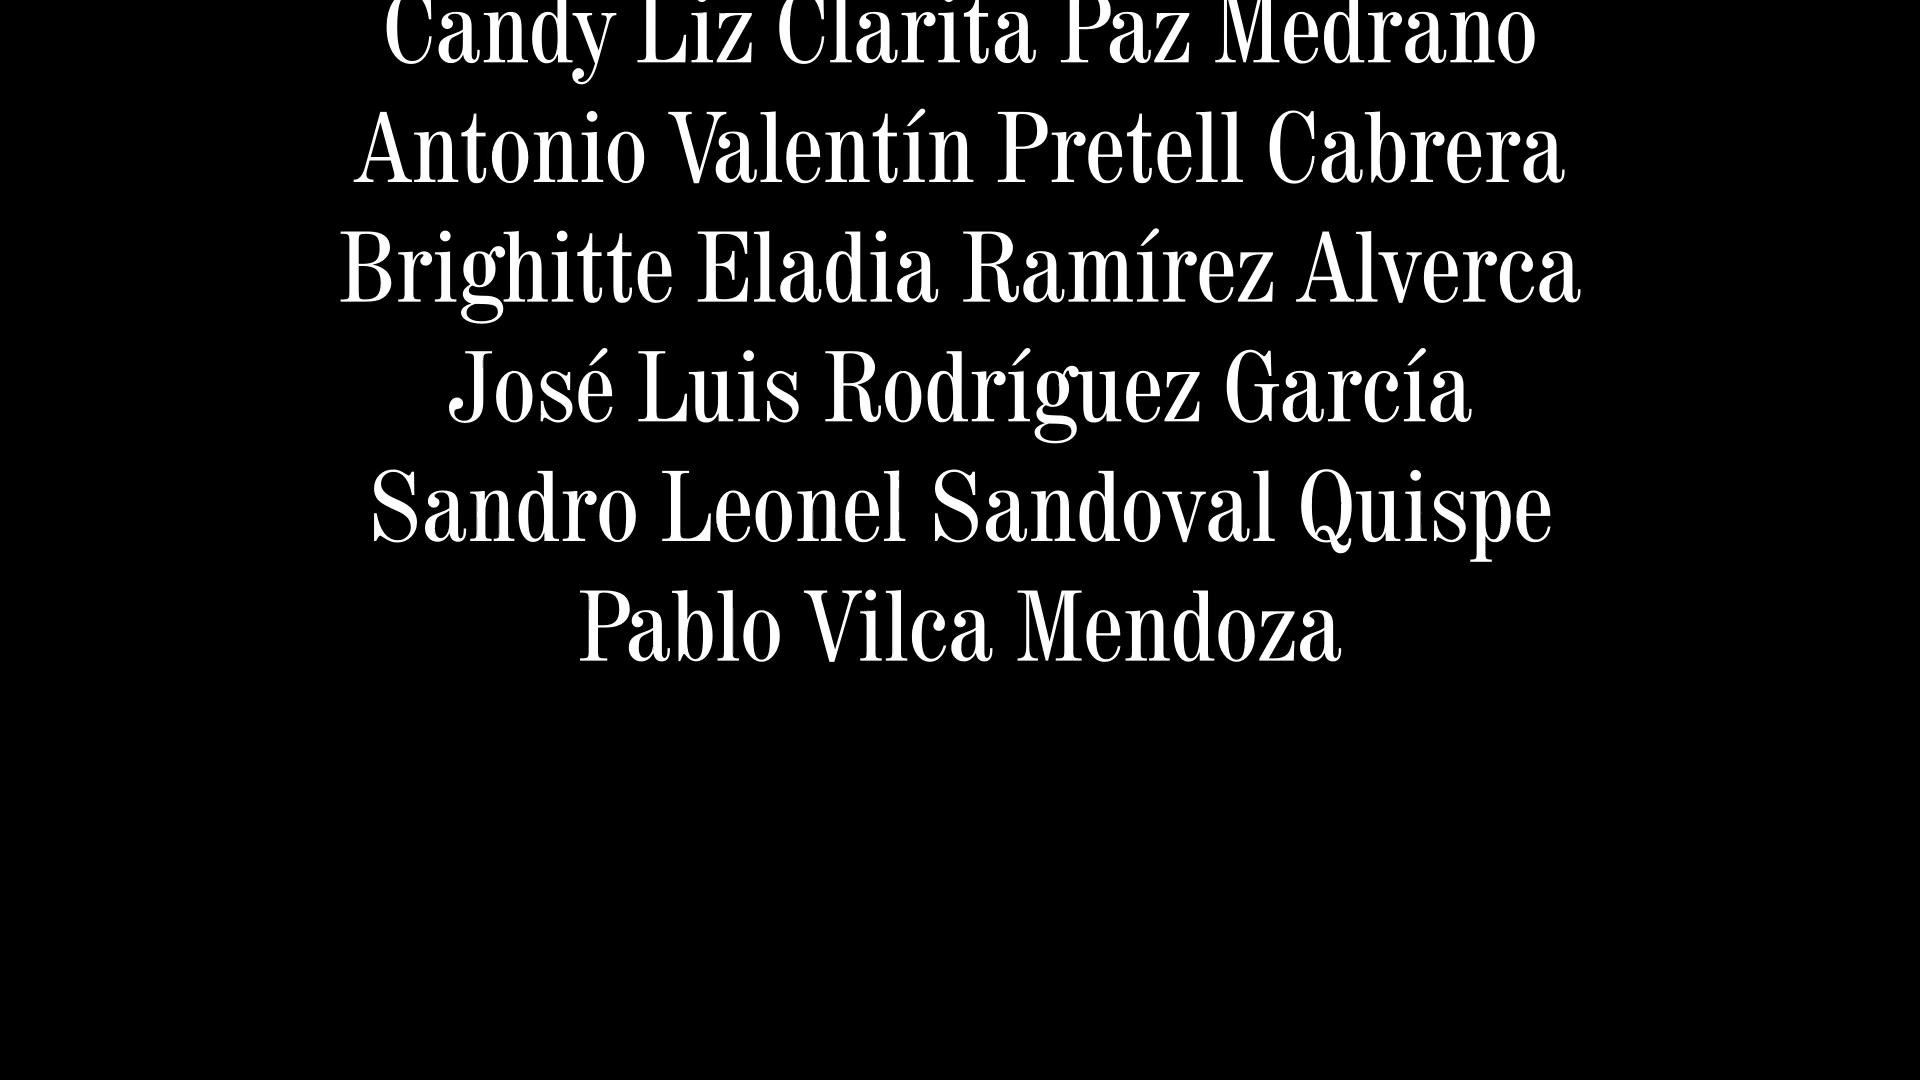 Candy Liz Clarita Paz Medrano
Antonio Valentín Pretell Cabrera
Brighitte Eladia Ramírez Alverca
José Luis Rodríguez García
Sandro Leonel Sandoval Quispe
Pablo Vilca Mendoza